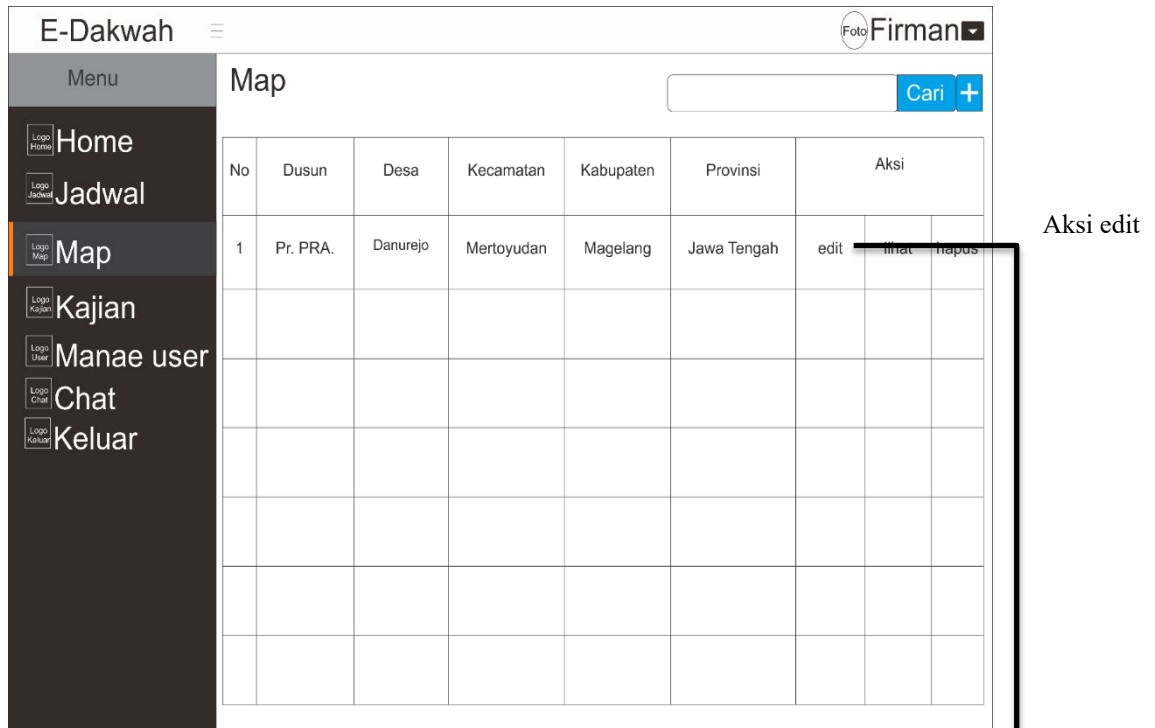 E-Dakwah
Foto Firman
Menu
Map
Cari +
Logo Home Home
Logo Jadwal Jadwal
Logo Map Map
Logo Kajian Kajian
Logo User Manae user
Logo Chat Chat
Logo Keluar Keluar
No Dusun Desa Kecamatan Kabupaten Provinsi Aksi
1 Pr. PRA. Danurejo Mertoyudan Magelang Jawa Tengah edit lihat hapus
Aksi edit